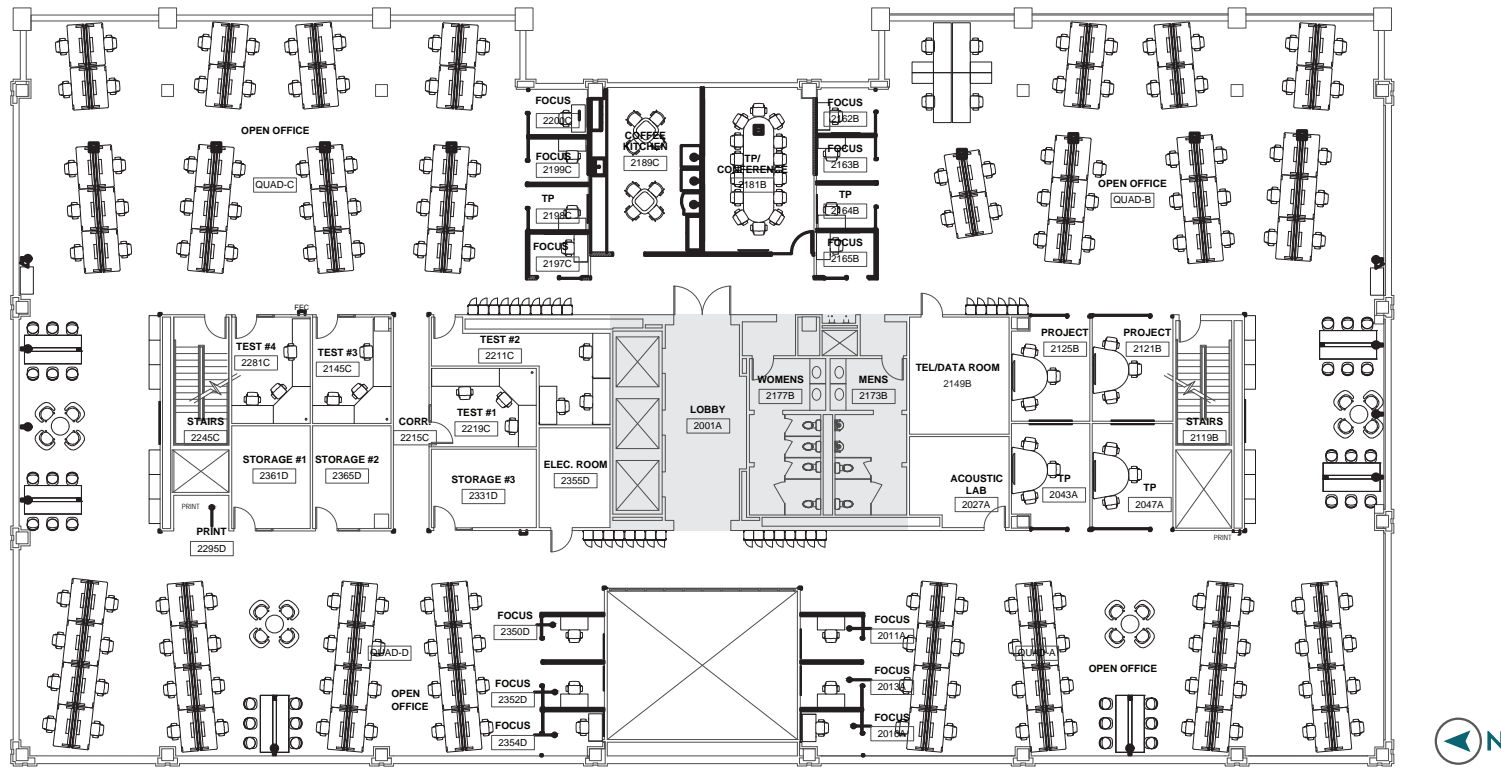 OPEN OFFICE
QUAD-C
FOCUS
2200C
FOCUS
2199C
TP
2198C
FOCUS
2197C
COFFEE
KITCHEN
2189C
TP/
CONFERENCE
2181B
FOCUS
2162B
FOCUS
2163B
TP
2164B
FOCUS
2165B
OPEN OFFICE
QUAD-B
FEC
TEST #4
2281C
TEST #3
2145C
TEST #2
2211C
TEST #1
2219C
STAIRS
2245C
CORR.
2215C
STORAGE #1
2361D
STORAGE #2
2365D
STORAGE #3
2331D
ELEC. ROOM
2355D
PRINT
PRINT
2295D
LOBBY
2001A
WOMENS
2177B
MENS
2173B
TEL/DATA ROOM
2149B
PROJECT
2125B
PROJECT
2121B
STAIRS
2119B
ACOUSTIC
LAB
2027A
TP
2043A
TP
2047A
PRINT
QUAD-D
OPEN
OFFICE
FOCUS
2350D
FOCUS
2352D
FOCUS
2354D
FOCUS
2011A
FOCUS
2013A
FOCUS
QUAD-A
OPEN OFFICE
N